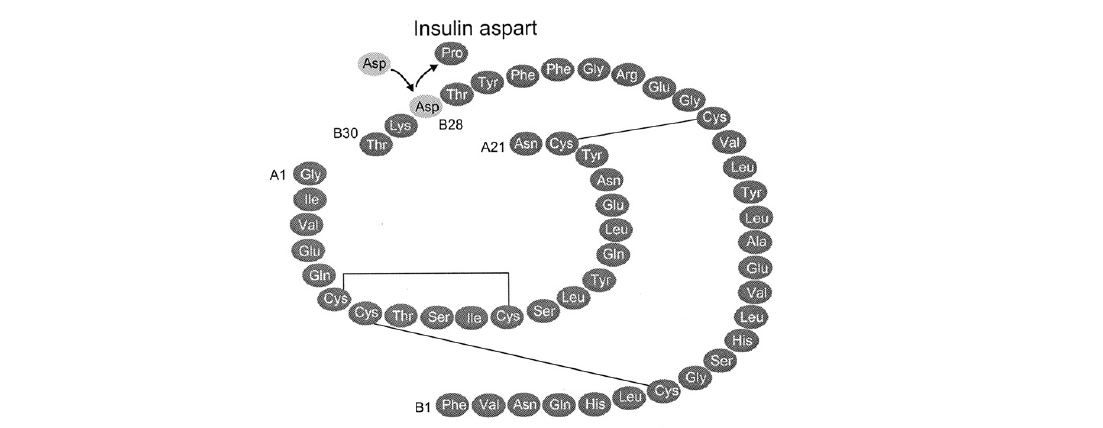 Insulin aspart
Asp
Pro
Asp
B28
Lys
Thr
B30
Thr Tyr Phe Phe Gly Arg Glu Gly Cys Val Leu Tyr Leu Ala Glu Val Leu His Ser Gly Cys Leu His Gln Asn Val Phe
B1
A21
Asn Cys Tyr Asn Glu Leu Gln Tyr Leu Ser Cys Ile Ser Thr Cys Cys Gln Glu Val Ile Gly
A1